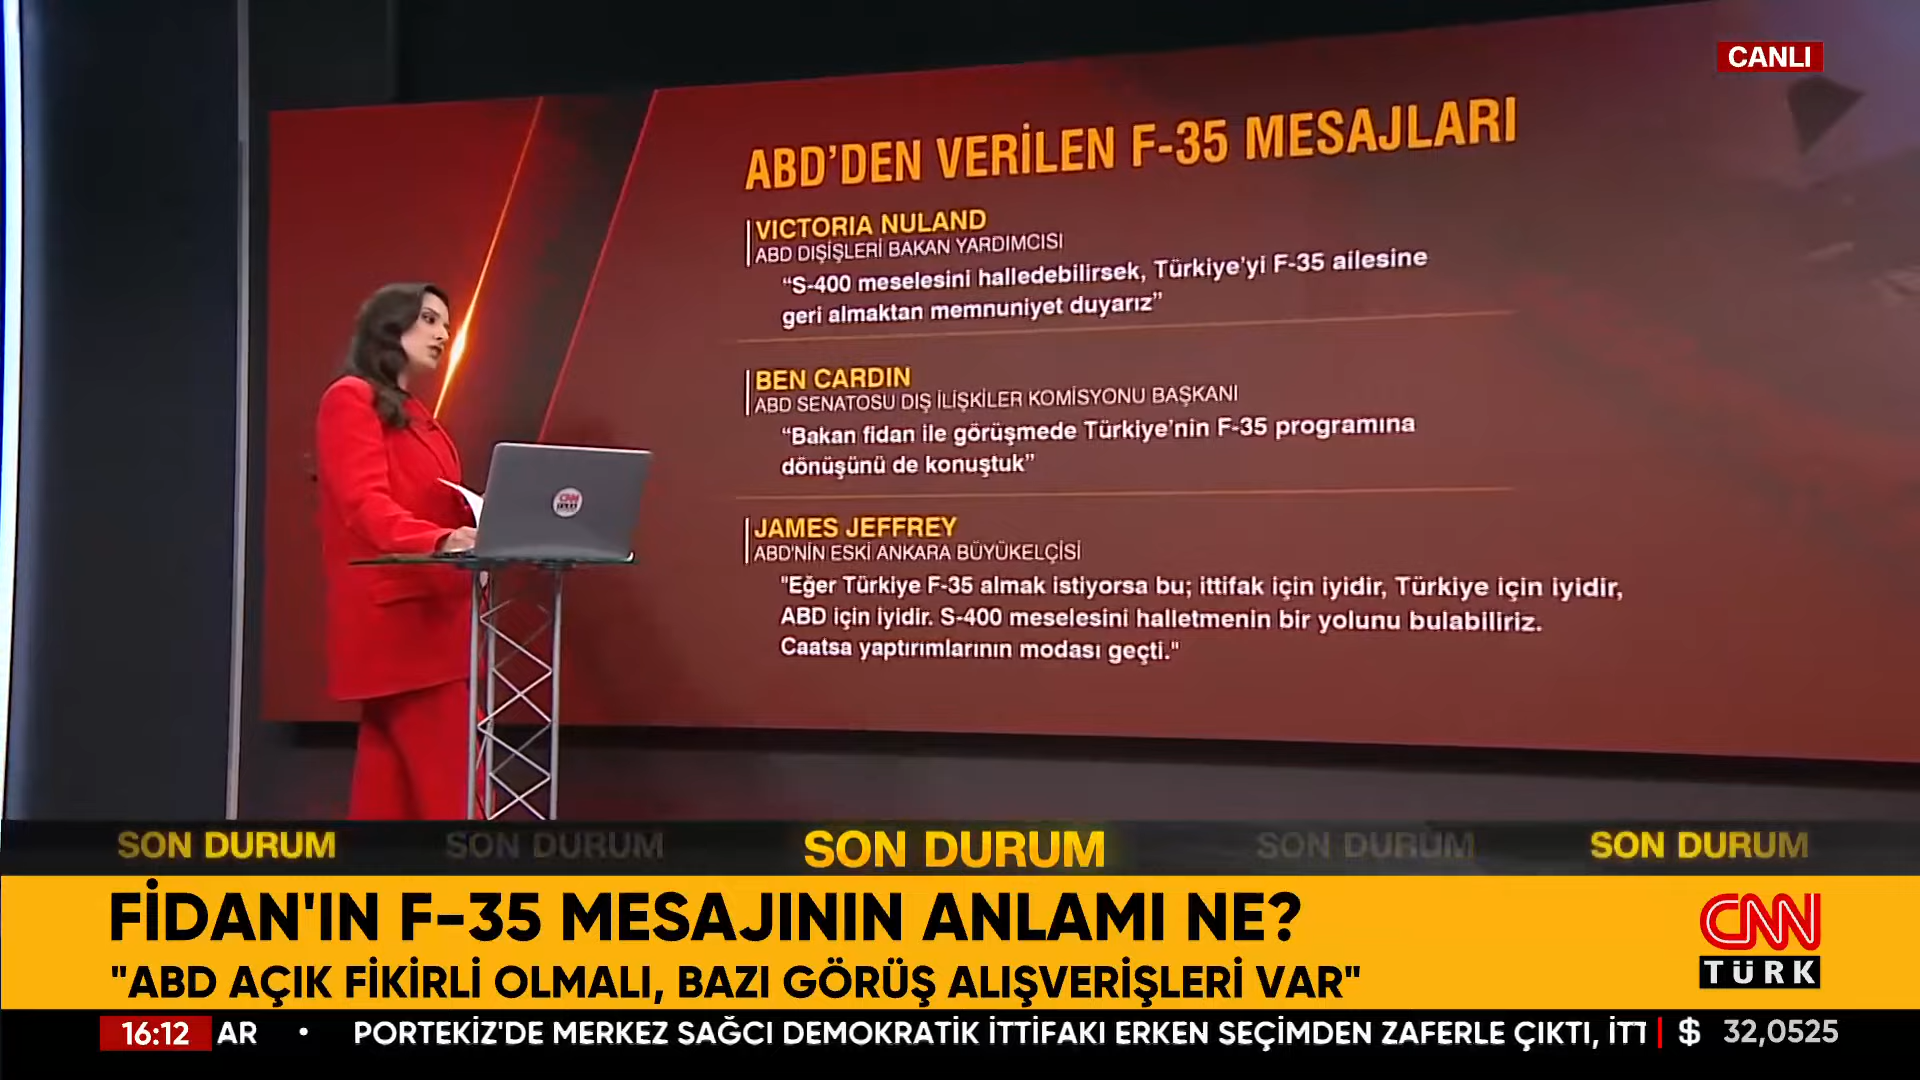 CANLI
ABD'DEN VERİLEN F-35 MESAJLARI
VICTORIA NULAND
ABD DIŞİŞLERİ BAKAN YARDIMCISI
“S-400 meselesini halledebilirsek, Türkiye’yi F-35 ailesine
geri almaktan memnuniyet duyarız”
BEN CARDIN
ABD SENATOSU DIŞ İLİŞKİLER KOMİSYONU BAŞKANI
“Bakan fidan ile görüşmede Türkiye’nin F-35 programına
dönüşünü de konuştuk”
JAMES JEFFREY
ABD'NİN ESKİ ANKARA BÜYÜKELÇİSİ
"Eğer Türkiye F-35 almak istiyorsa bu; ittifak için iyidir, Türkiye için iyidir,
ABD için iyidir. S-400 meselesini halletmenin bir yolunu bulabiliriz.
Caatsa yaptırımlarının modası geçti."
CNN TÜRK
SON DURUM SON DURUM SON DURUM SON DURUM SON DURUM
FİDAN'IN F-35 MESAJININ ANLAMI NE?
"ABD AÇIK FİKİRLİ OLMALI, BAZI GÖRÜŞ ALIŞVERİŞLERİ VAR"
CNN
TÜRK
16:12 AR • PORTEKİZ'DE MERKEZ SAĞCI DEMOKRATİK İTTİFAKI ERKEN SEÇİMDEN ZAFERLE ÇIKTI, İTT $ 32,0525